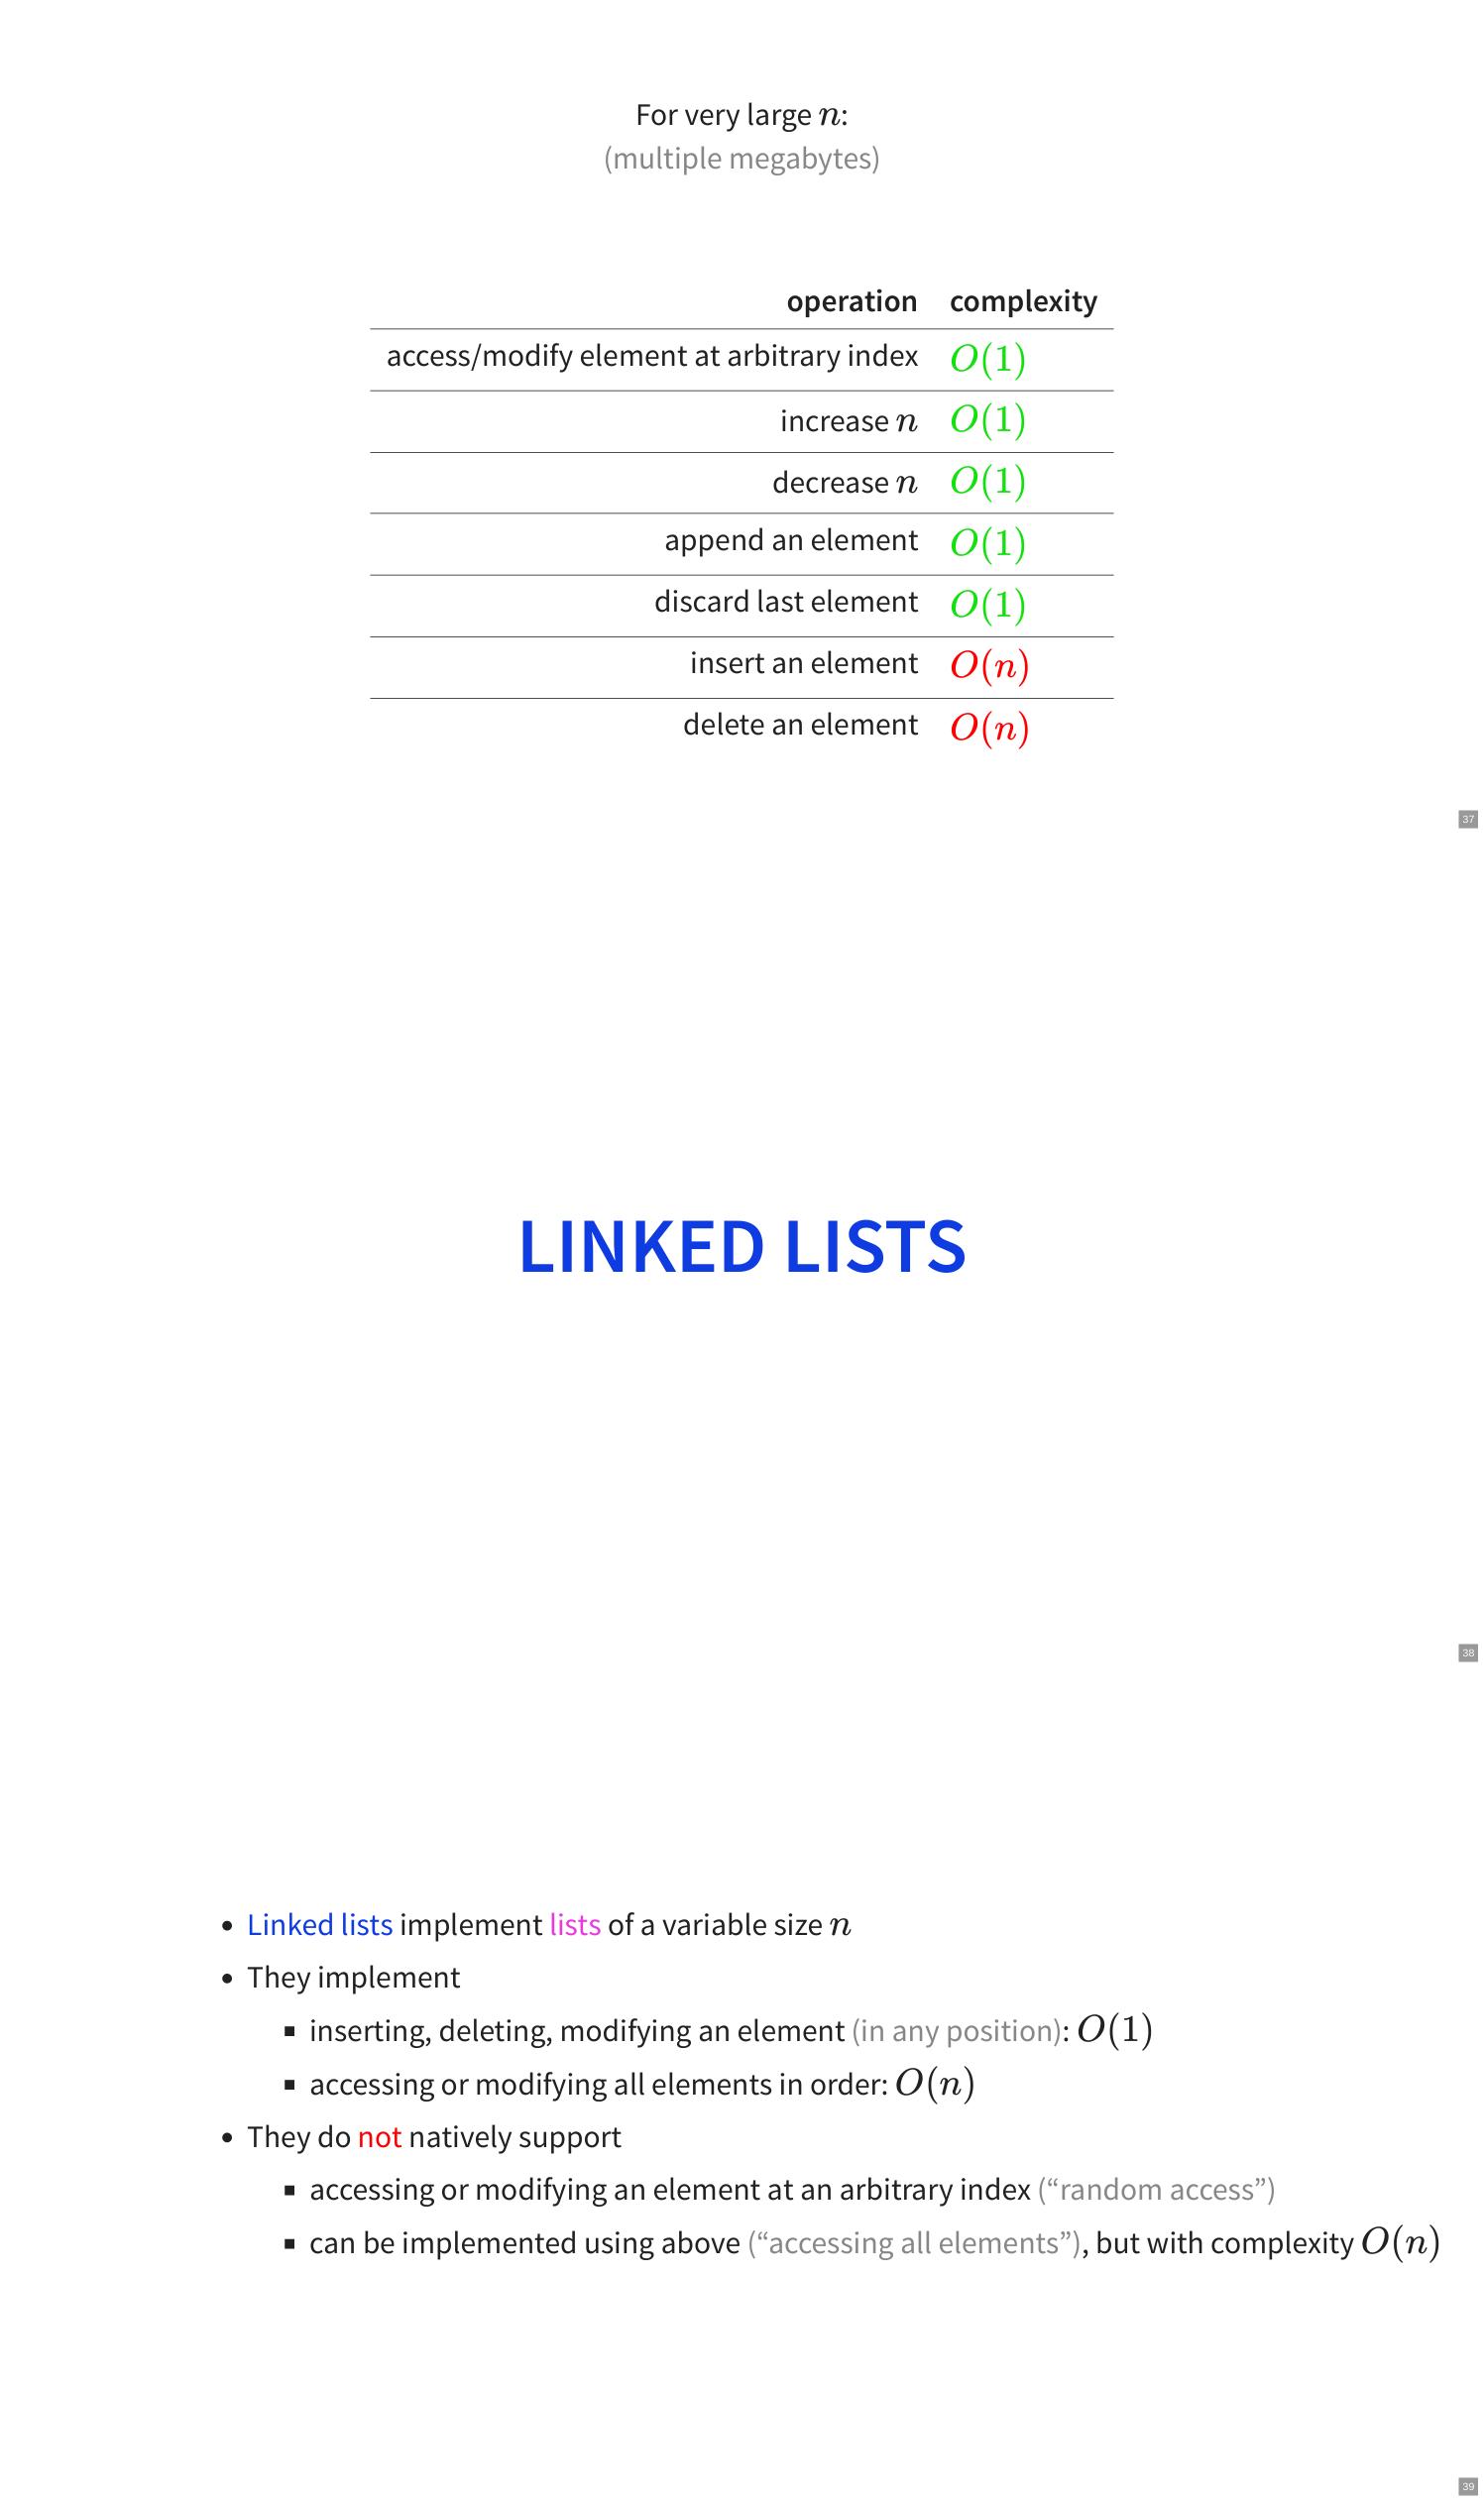 For very large n:
(multiple megabytes)
operation complexity
access/modify element at arbitrary index O(1)
increase n O(1)
decrease n O(1)
append an element O(1)
discard last element O(1)
insert an element O(n)
delete an element O(n)
37
LINKED LISTS
38
• Linked lists implement lists of a variable size n
• They implement
▪ inserting, deleting, modifying an element (in any position): O(1)
▪ accessing or modifying all elements in order: O(n)
• They do not natively support
▪ accessing or modifying an element at an arbitrary index (“random access”)
▪ can be implemented using above (“accessing all elements”), but with complexity O(n)
39